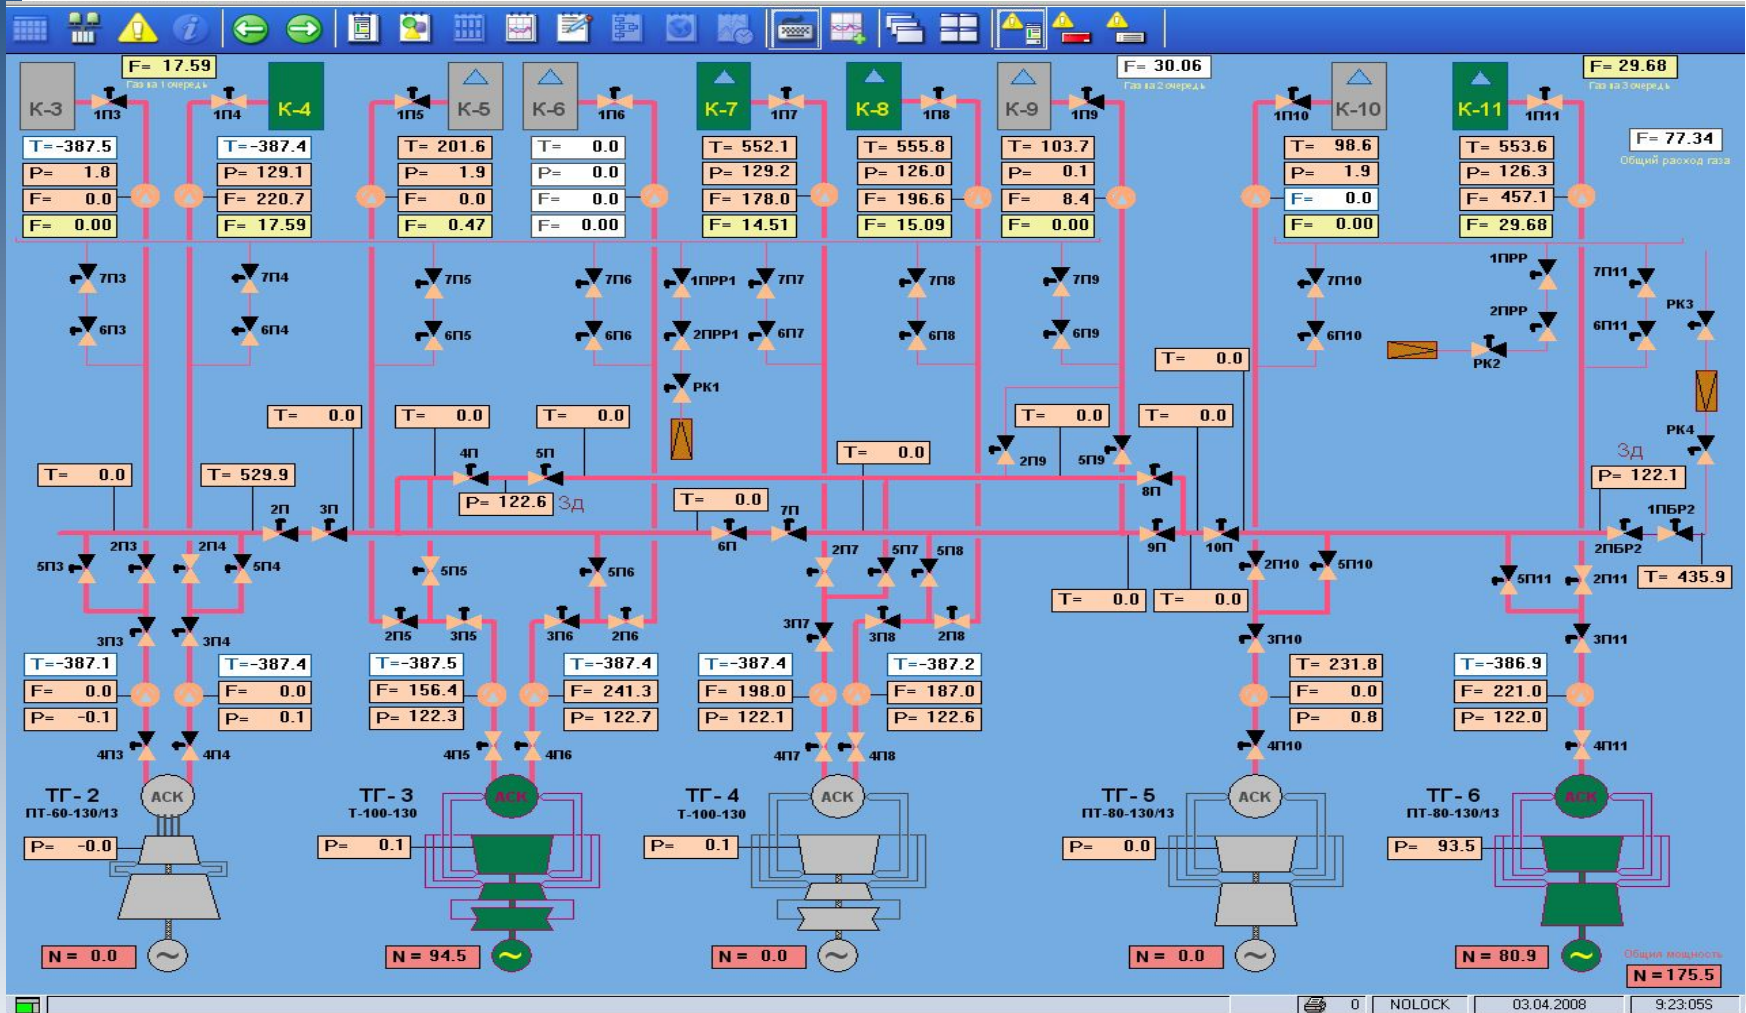 F= 17.59
Газ на 1 очередь
F= 30.06
Газ на 2 очередь
F= 29.68
Газ на 3 очередь
F= 77.34
Общий расход газа
К-3 1П3 1П4 К-4 1П5 К-5 К-6 1П6 К-7 1П7 К-8 1П8 К-9 1П9 1П10 К-10 К-11 1П11
T=-387.5 T=-387.4 T= 201.6 T= 0.0 T= 552.1 T= 555.8 T= 103.7 T= 98.6 T= 553.6
P= 1.8 P= 129.1 P= 1.9 P= 0.0 P= 129.2 P= 126.0 P= 0.1 P= 1.9 P= 126.3
F= 0.0 F= 220.7 F= 0.0 F= 0.0 F= 178.0 F= 196.6 F= 8.4 F= 0.0 F= 457.1
F= 0.00 F= 17.59 F= 0.47 F= 0.00 F= 14.51 F= 15.09 F= 0.00 F= 0.00 F= 29.68
7П3 7П4 7П5 7П6 1ПРР1 7П7 7П8 7П9 7П10 1ПРР 7П11
РК3
6П3 6П4 6П5 6П6 2ПРР1 6П7 6П8 6П9 6П10 2ПРР 6П11
T= 0.0
РК2
РК1
T= 0.0 T= 0.0 T= 0.0 T= 0.0 T= 0.0
РК4
4П 5П T= 0.0 2П9 5П9 Зд
T= 0.0 T= 529.9 8П P= 122.1
P= 122.6 Зд T= 0.0
2П 3П 7П 1ПБР2
6П 9П 10П 2ПБР2
2П3 2П4 2П7 5П7 5П8
5П3 5П4 5П5 5П6 2П10 5П10 5П11 2П11 T= 435.9
T= 0.0 T= 0.0
3П3 3П4 2П5 3П5 3П6 2П6 3П7 3П8 2П8 3П10 3П11
T=-387.1 T=-387.4 T=-387.5 T=-387.4 T=-387.4 T=-387.2 T= 231.8 T=-386.9
F= 0.0 F= 0.0 F= 156.4 F= 241.3 F= 198.0 F= 187.0 F= 0.0 F= 221.0
P= -0.1 P= 0.1 P= 122.3 P= 122.7 P= 122.1 P= 122.6 P= 0.8 P= 122.0
4П3 4П4 4П5 4П6 4П7 4П8 4П10 4П11
ТГ- 2 АСК ТГ- 3 АСК ТГ- 4 АСК ТГ- 5 АСК ТГ- 6 АСК
ПТ-60-130/13 Т-100-130 Т-100-130 ПТ-80-130/13 ПТ-80-130/13
P= -0.0 P= 0.1 P= 0.1 P= 0.0 P= 93.5
N = 0.0 ~ N = 94.5 ~ N = 0.0 ~ N = 0.0 ~ N = 80.9 ~ Общия мощность
N =175.5
0 NOLOCK 03.04.2008 9:23:05S